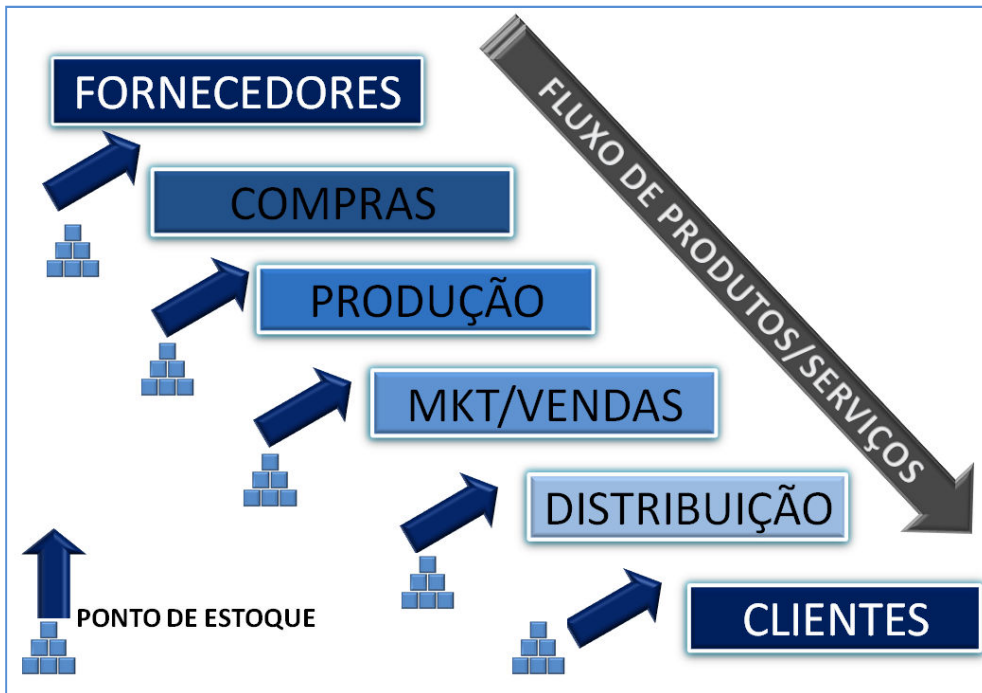 FORNECEDORES
COMPRAS
PRODUÇÃO
MKT/VENDAS
DISTRIBUIÇÃO
CLIENTES
FLUXO DE PRODUTOS/SERVIÇOS
PONTO DE ESTOQUE